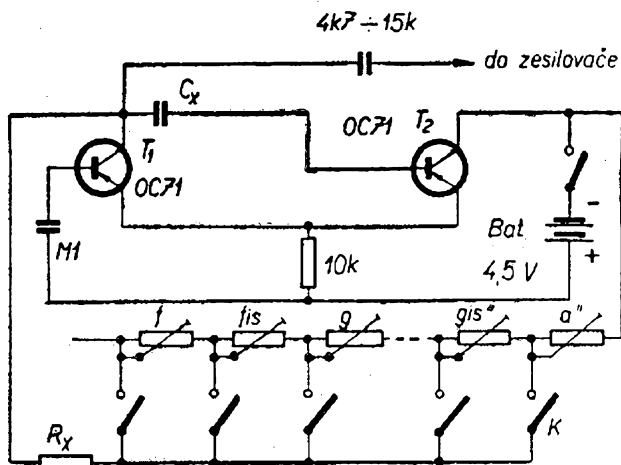 4k7 ÷ 15k
do zesilovače
Cx
T1
OC71
OC71
T2
M1
10k
Bat
4,5 V
-
+
f
fis
g
gis"
a"
Rx
K